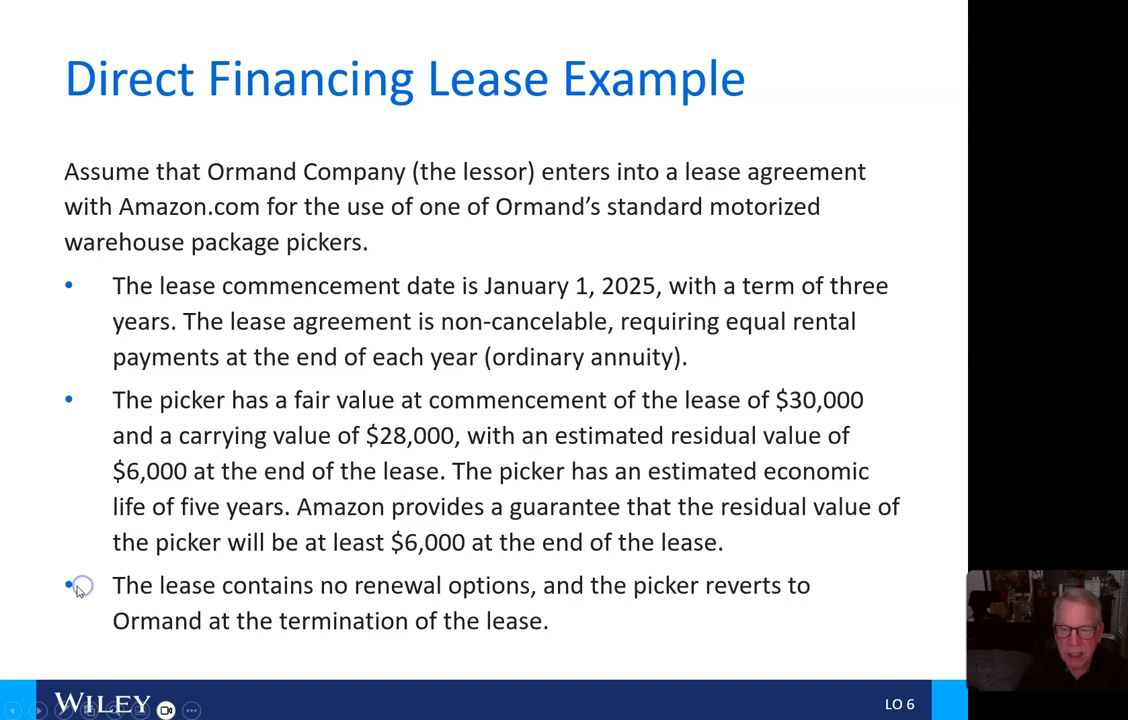 Direct Financing Lease Example
Assume that Ormand Company (the lessor) enters into a lease agreement
with Amazon.com for the use of one of Ormand’s standard motorized
warehouse package pickers.
• The lease commencement date is January 1, 2025, with a term of three
years. The lease agreement is non-cancelable, requiring equal rental
payments at the end of each year (ordinary annuity).
• The picker has a fair value at commencement of the lease of $30,000
and a carrying value of $28,000, with an estimated residual value of
$6,000 at the end of the lease. The picker has an estimated economic
life of five years. Amazon provides a guarantee that the residual value of
the picker will be at least $6,000 at the end of the lease.
• The lease contains no renewal options, and the picker reverts to
Ormand at the termination of the lease.
WILEY
LO 6